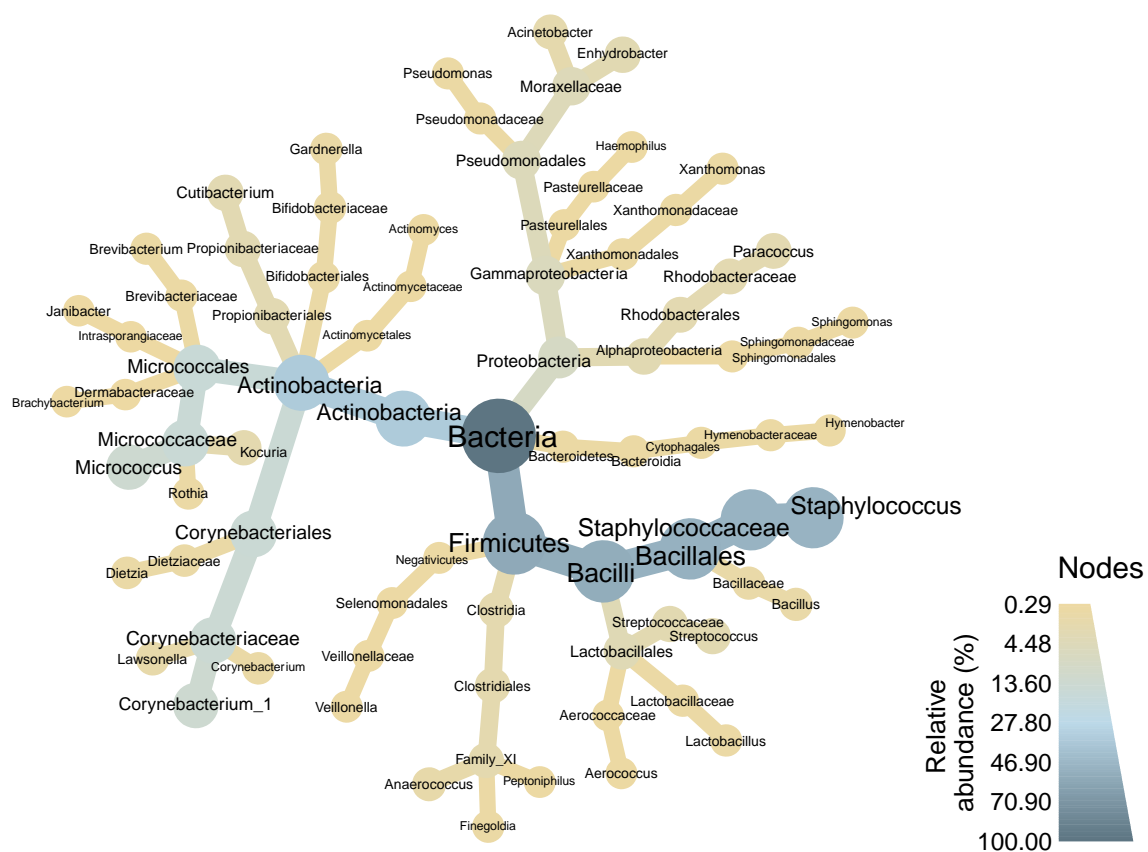 Acinetobacter
Enhydrobacter
Pseudomonas
Moraxellaceae
Pseudomonadaceae
Gardnerella
Haemophilus
Pseudomonadales
Xanthomonas
Cutibacterium
Pasteurellaceae
Bifidobacteriaceae
Xanthomonadaceae
Actinomyces
Pasteurellales
Brevibacterium
Propionibacteriaceae
Xanthomonadales
Paracoccus
Bifidobacteriales
Gammaproteobacteria
Rhodobacteraceae
Actinomycetaceae
Brevibacteriaceae
Janibacter
Propionibacteriales
Rhodobacterales
Sphingomonas
Intrasporangiaceae
Actinomycetales
Sphingomonadaceae
Alphaproteobacteria
Sphingomonadales
Proteobacteria
Micrococcales
Actinobacteria
Dermabacteraceae
Brachybacterium
Actinobacteria
Hymenobacter
Bacteria
Hymenobacteraceae
Micrococcaceae
Cytophagales
Kocuria
Bacteroidetes
Bacteroidia
Micrococcus
Rothia
Staphylococcus
Staphylococcaceae
Corynebacteriales
Firmicutes
Bacillales
Negativicutes
Dietziaceae
Bacilli
Dietzia
Nodes
Bacillaceae
Selenomonadales
Bacillus
Clostridia
0.29
Streptococcaceae
Streptococcus
Corynebacteriaceae
4.48
Lactobacillales
Veillonellaceae
Lawsonella
Corynebacterium
13.60
Clostridiales
Corynebacterium_1
Veillonella
Lactobacillaceae
Aerococcaceae
27.80
Lactobacillus
Relative
abundance (%)
46.90
Family_XI
Aerococcus
Anaerococcus
Peptoniphilus
70.90
Finegoldia
100.00